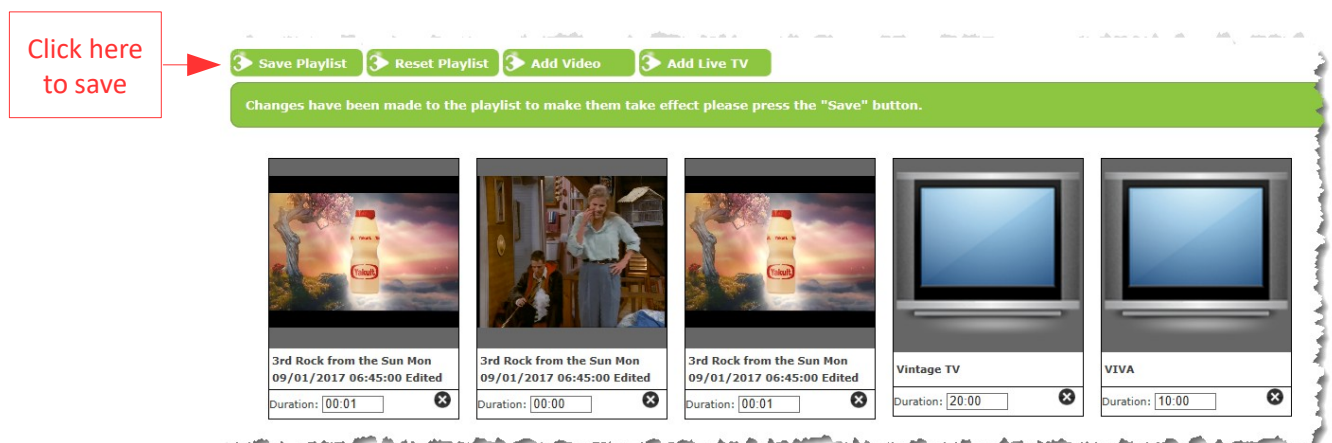 Click here
to save
Save Playlist
Reset Playlist
Add Video
Add Live TV
Changes have been made to the playlist to make them take effect please press the "Save" button.
Yakult
3rd Rock from the Sun Mon
09/01/2017 06:45:00 Edited
Duration: 00:01
3rd Rock from the Sun Mon
09/01/2017 06:45:00 Edited
Duration: 00:00
Yakult
3rd Rock from the Sun Mon
09/01/2017 06:45:00 Edited
Duration: 00:01
Vintage TV
Duration: 20:00
VIVA
Duration: 10:00